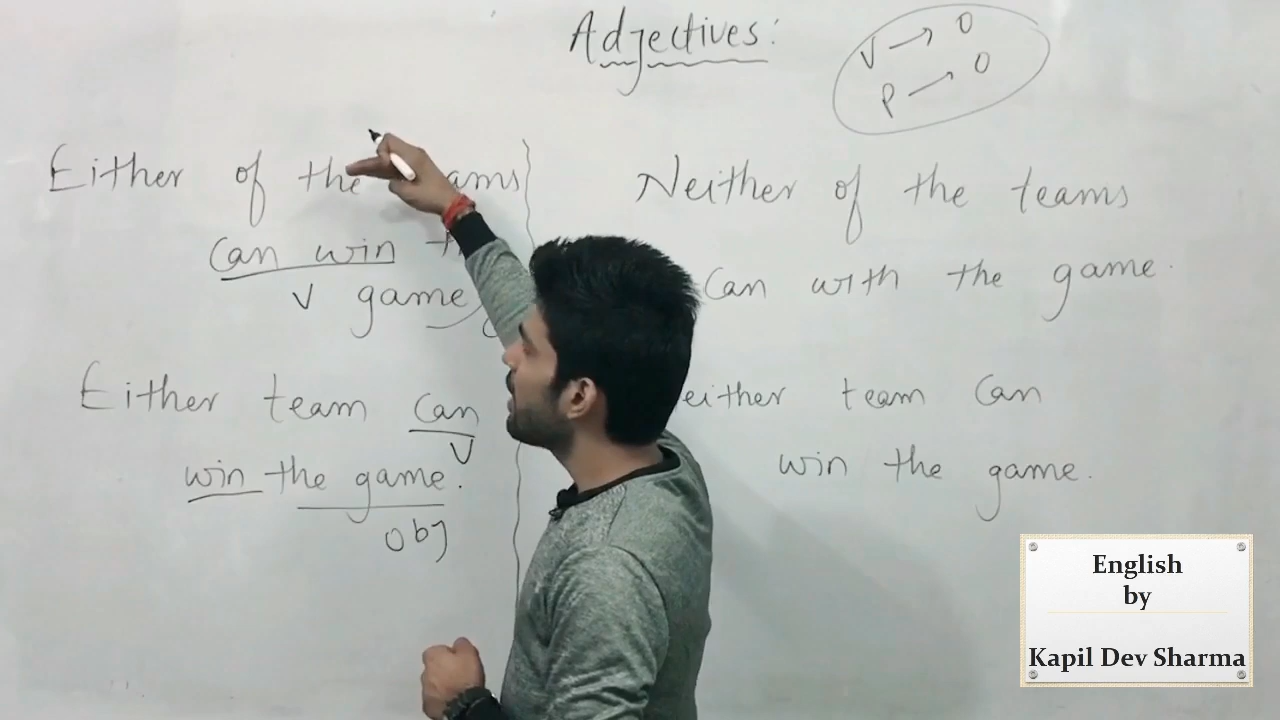 Adjectives:
V → O
P → O
Either of the
can win
V game
Either team can
V
win the game.
obj
Neither of the teams
can with the game.
team can
win the game.
English
by
Kapil Dev Sharma